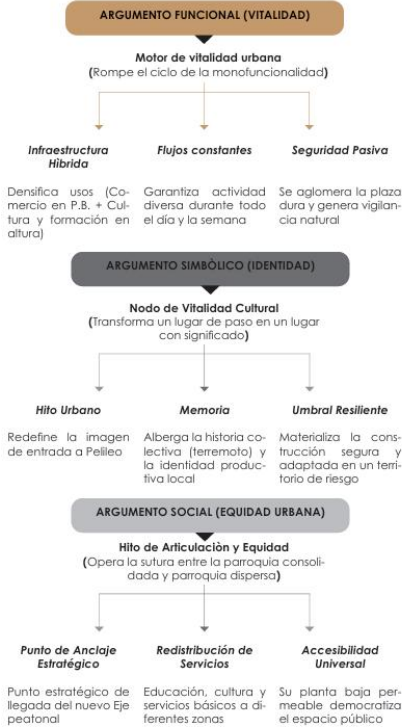 ARGUMENTO FUNCIONAL (VITALIDAD)
Motor de vitalidad urbana
(Rompe el ciclo de la monofuncionalidad)
Infraestructura
Hìbrida
Densifica usos (Co-
mercio en P.B. + Cul-
tura y formación en
altura)
Flujos constantes
Garantiza actividad
diversa durante todo
el día y la semana
Seguridad Pasiva
Se aglomera la plaza
dura y genera vigilan-
cia natural
ARGUMENTO SIMBÒLICO (IDENTIDAD)
Nodo de Vitalidad Cultural
(Transforma un lugar de paso en un lugar
con significado)
Hito Urbano
Redefine la imagen
de entrada a Pelileo
Memoria
Alberga la historia co-
lectiva (terremoto) y
la identidad produc-
tiva local
Umbral Resiliente
Materializa la cons-
trucción segura y
adaptada en un terri-
torio de riesgo
ARGUMENTO SOCIAL (EQUIDAD URBANA)
Hito de Articulaciòn y Equidad
(Opera la sutura entre la parroquia consoli-
dada y parroquia dispersa)
Punto de Anclaje
Estratégico
Punto estratégico de
llegada del nuevo Eje
peatonal
Redistribución de
Servicios
Educación, cultura y
servicios básicos a di-
ferentes zonas
Accesibilidad
Universal
Su planta baja per-
meable democratiza
el espacio público